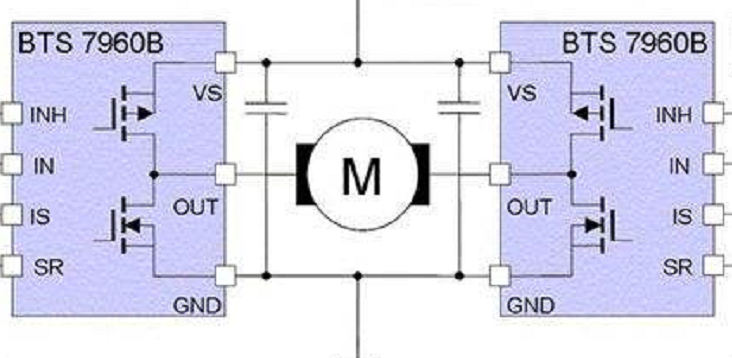 BTS 7960B
VS
INH
IN
OUT
IS
SR
GND
M
BTS 7960B
VS
INH
IN
OUT
IS
SR
GND